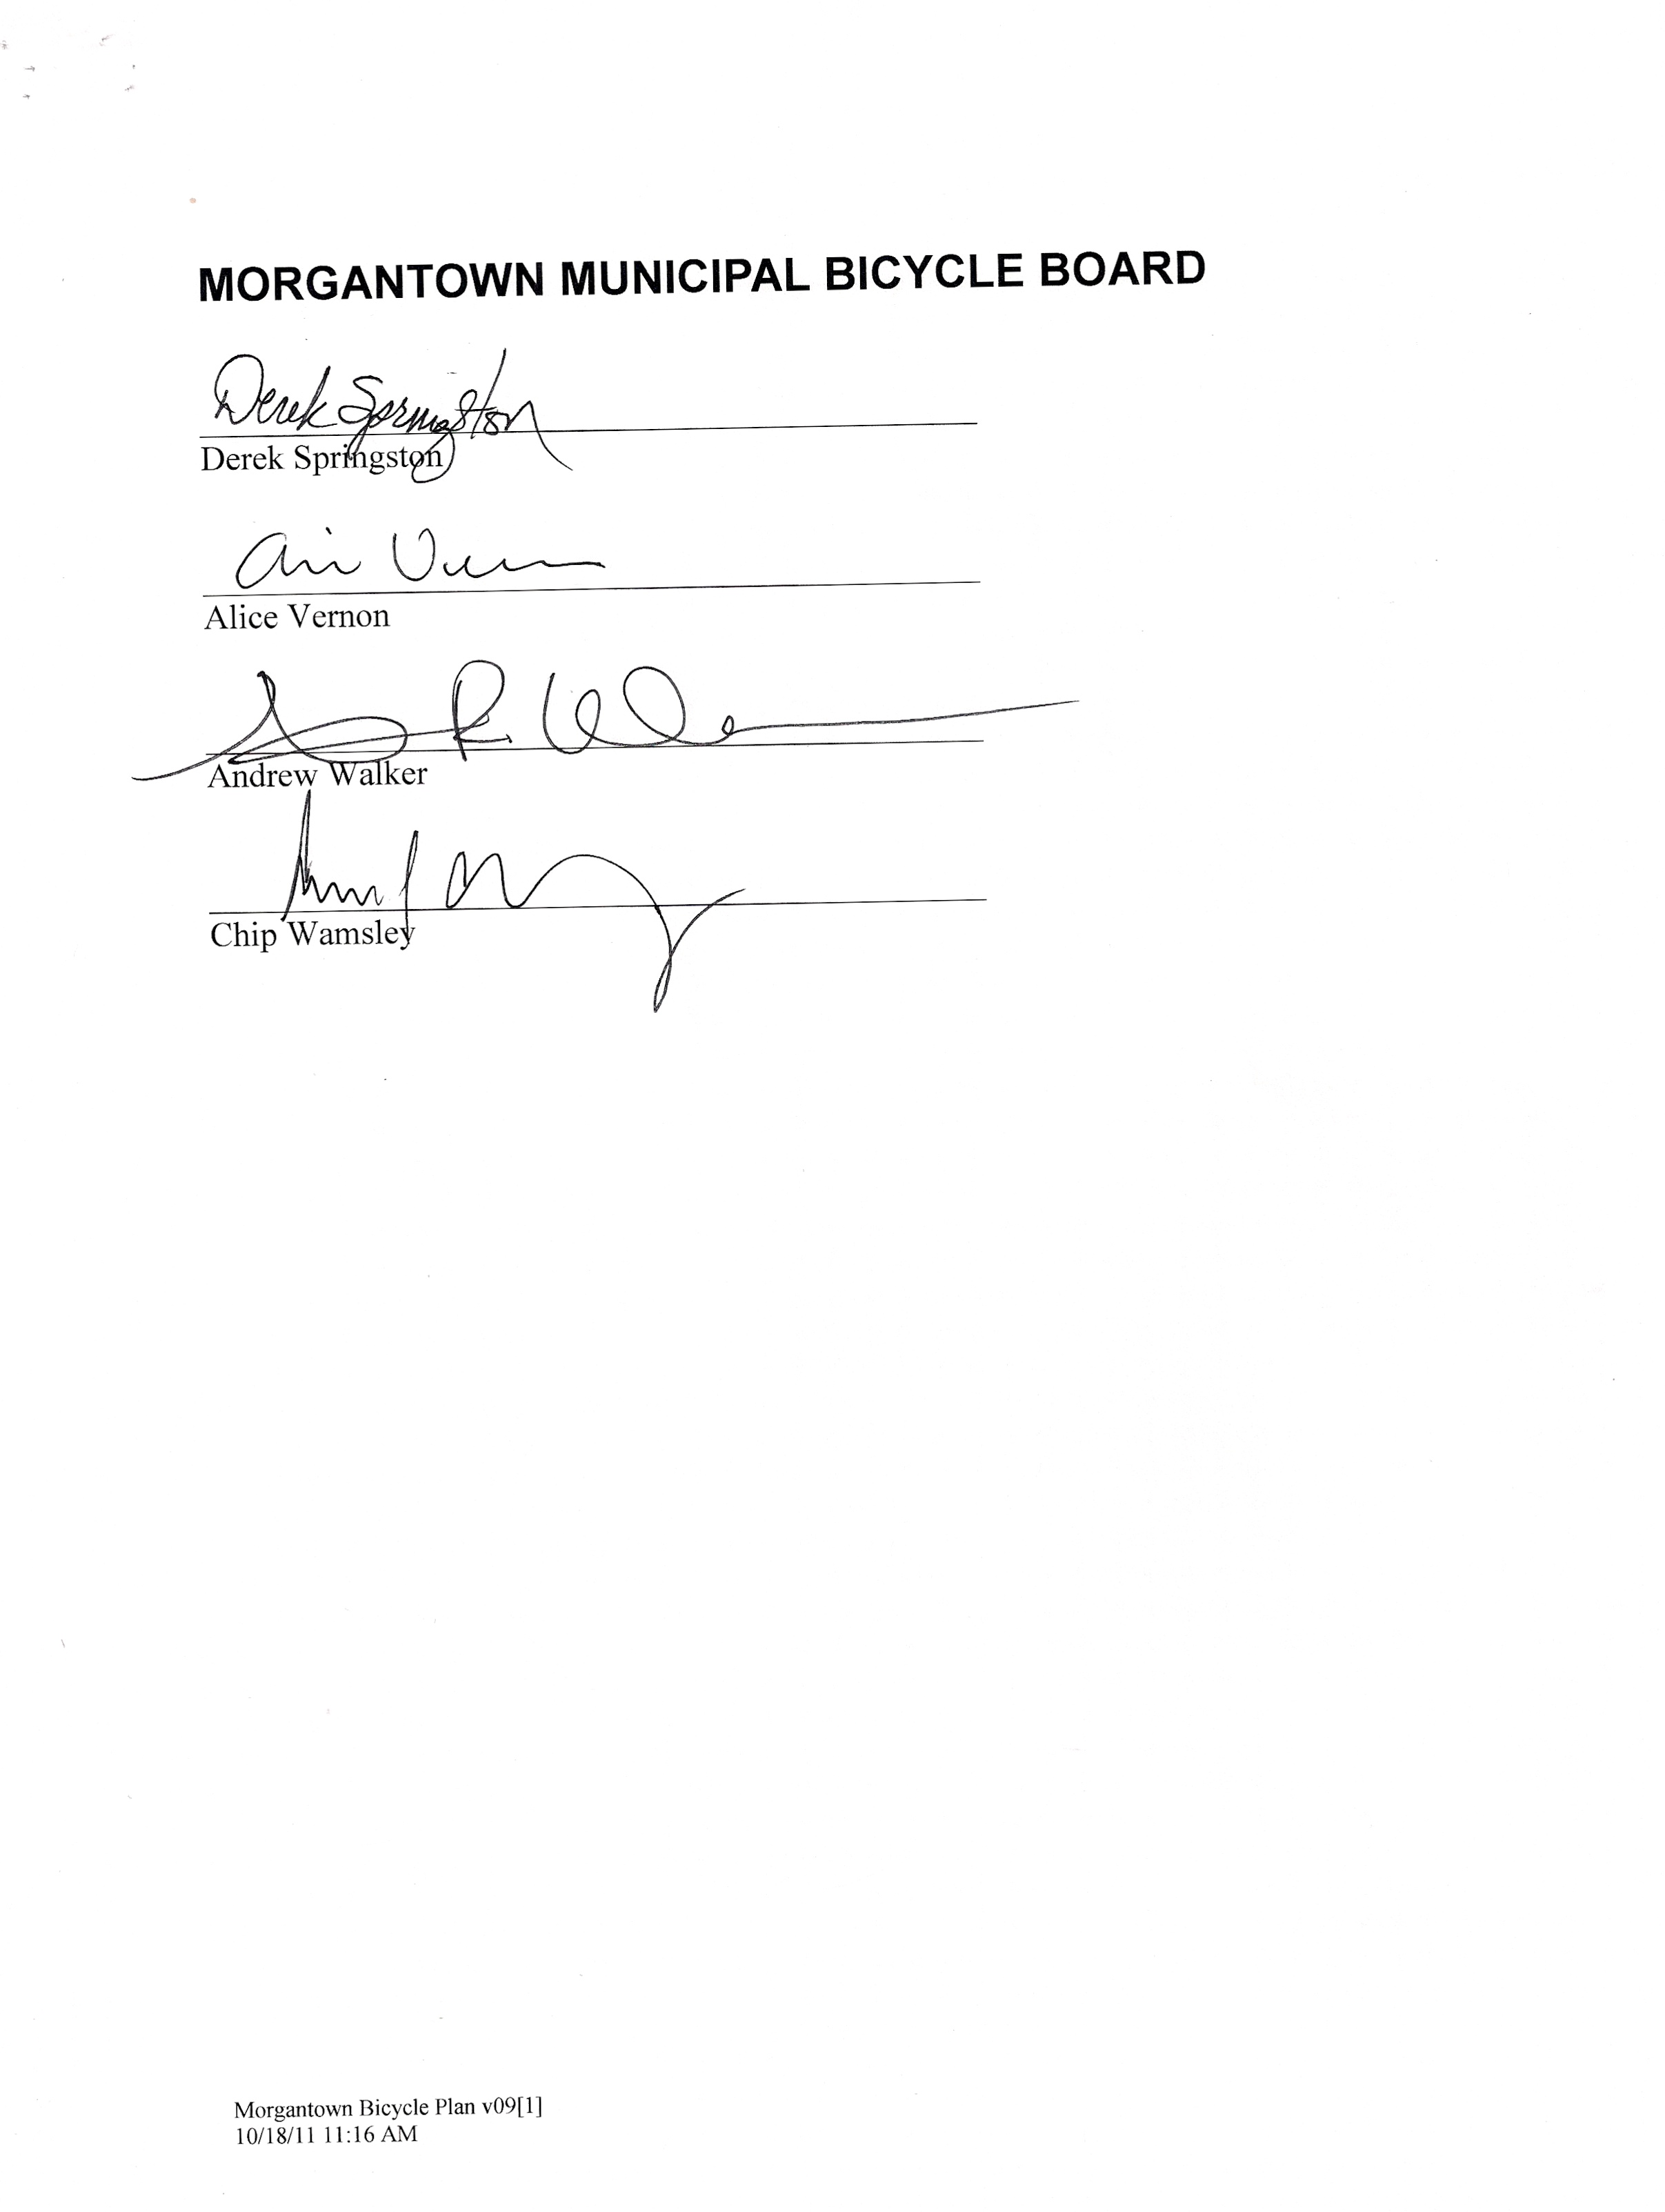 MORGANTOWN MUNICIPAL BICYCLE BOARD
Derek Springston
Derek Springston
Alice Vernon
Andrew Walker
Chip Wamsley
Morgantown Bicycle Plan v09[1]
10/18/11 11:16 AM